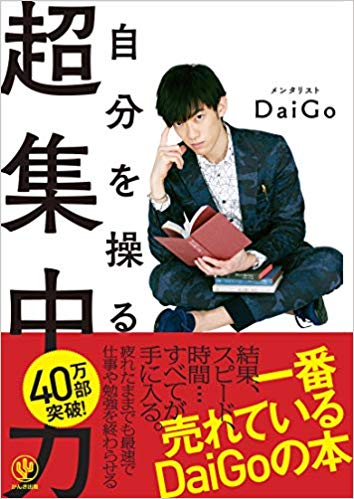 自分を操る
超集中力
メンタリスト
DaiGo
結果、
スピード、
時間…
すべてが
手に入る。
疲れたままでも最速で
仕事や勉強を終わらせる
40万部
突破!
一番
売れている
DaiGoの本
かんき出版